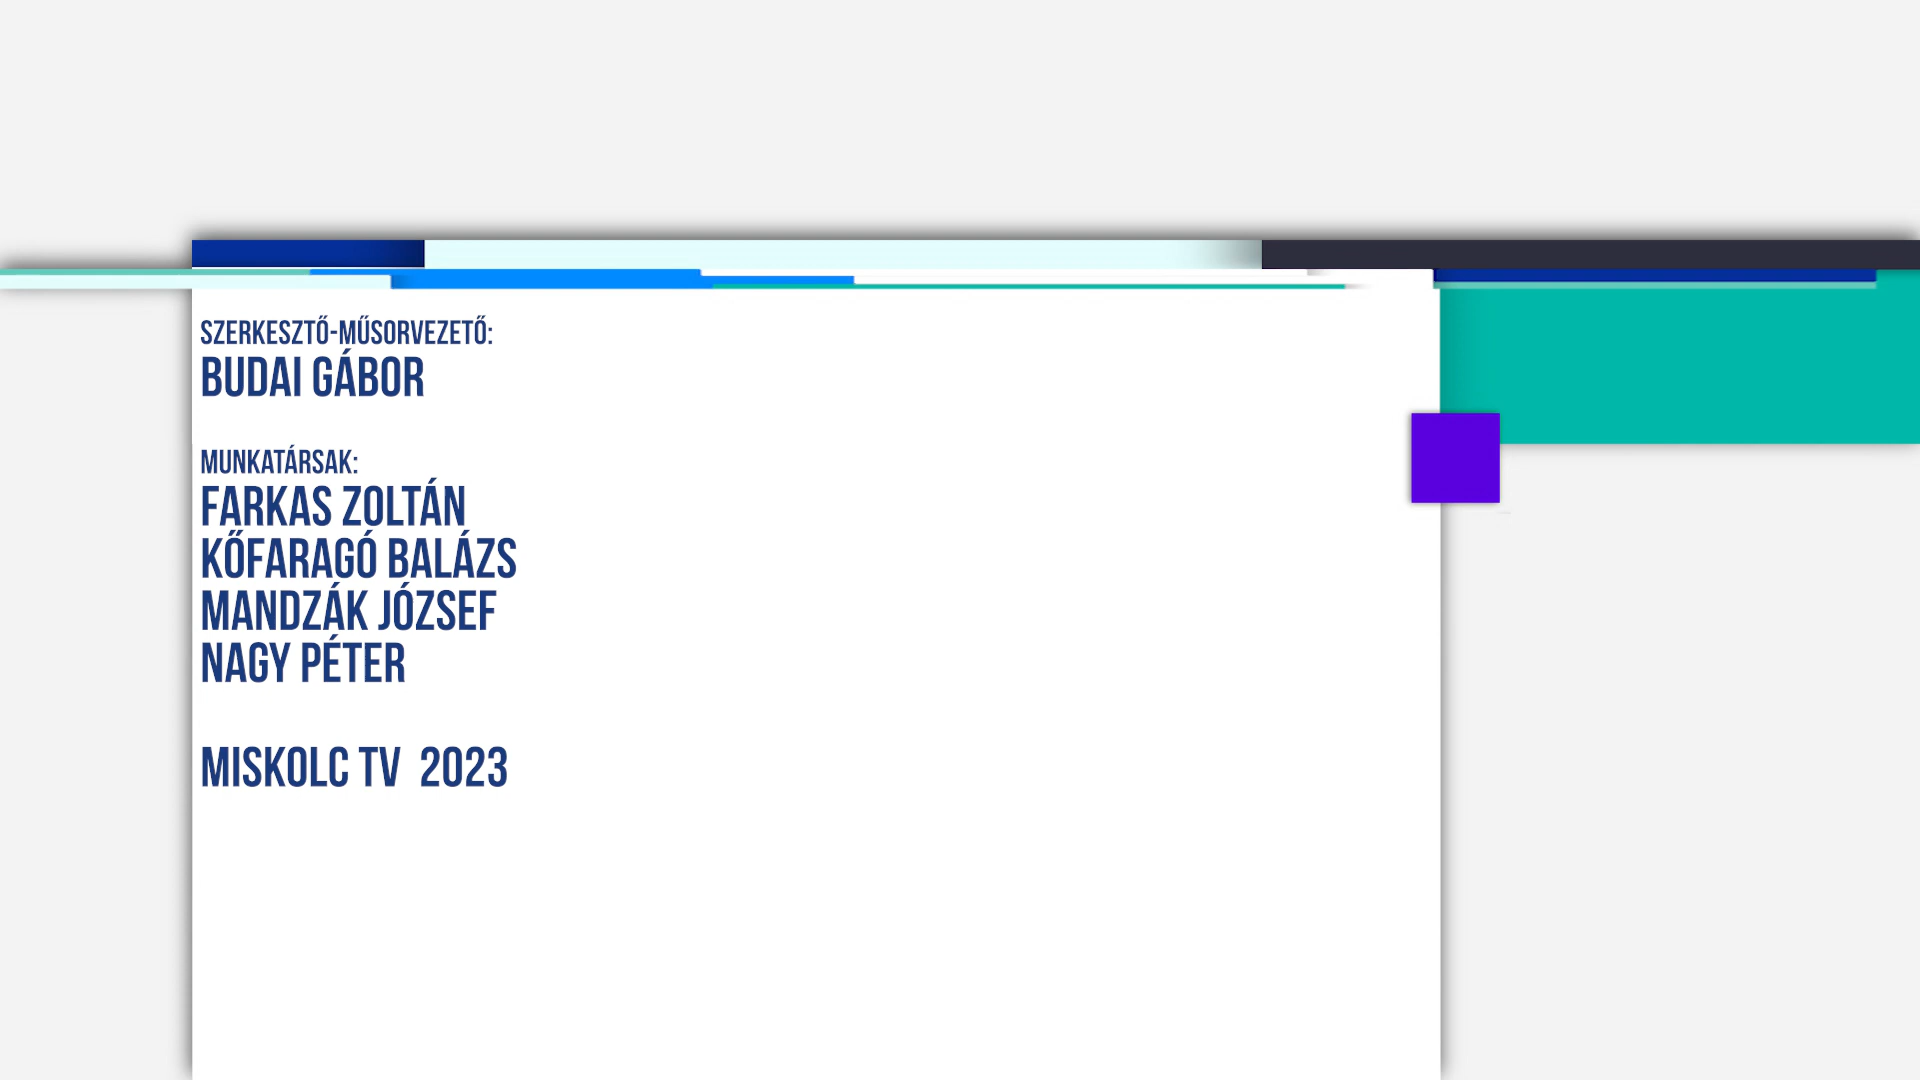 SZERKESZTŐ-MŰSORVEZETŐ:
BUDAI GÁBOR
MUNKATÁRSAK:
FARKAS ZOLTÁN
KŐFARAGÓ BALÁZS
MANDZÁK JÓZSEF
NAGY PÉTER
MISKOLC TV 2023